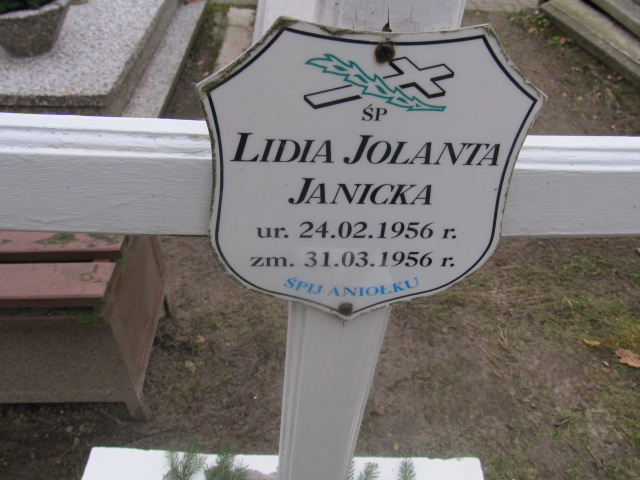 ŚP
LIDIA JOLANTA
JANICKA
ur. 24.02.1956 r.
zm. 31.03.1956 r.
ŚPIJ ANIOŁKU